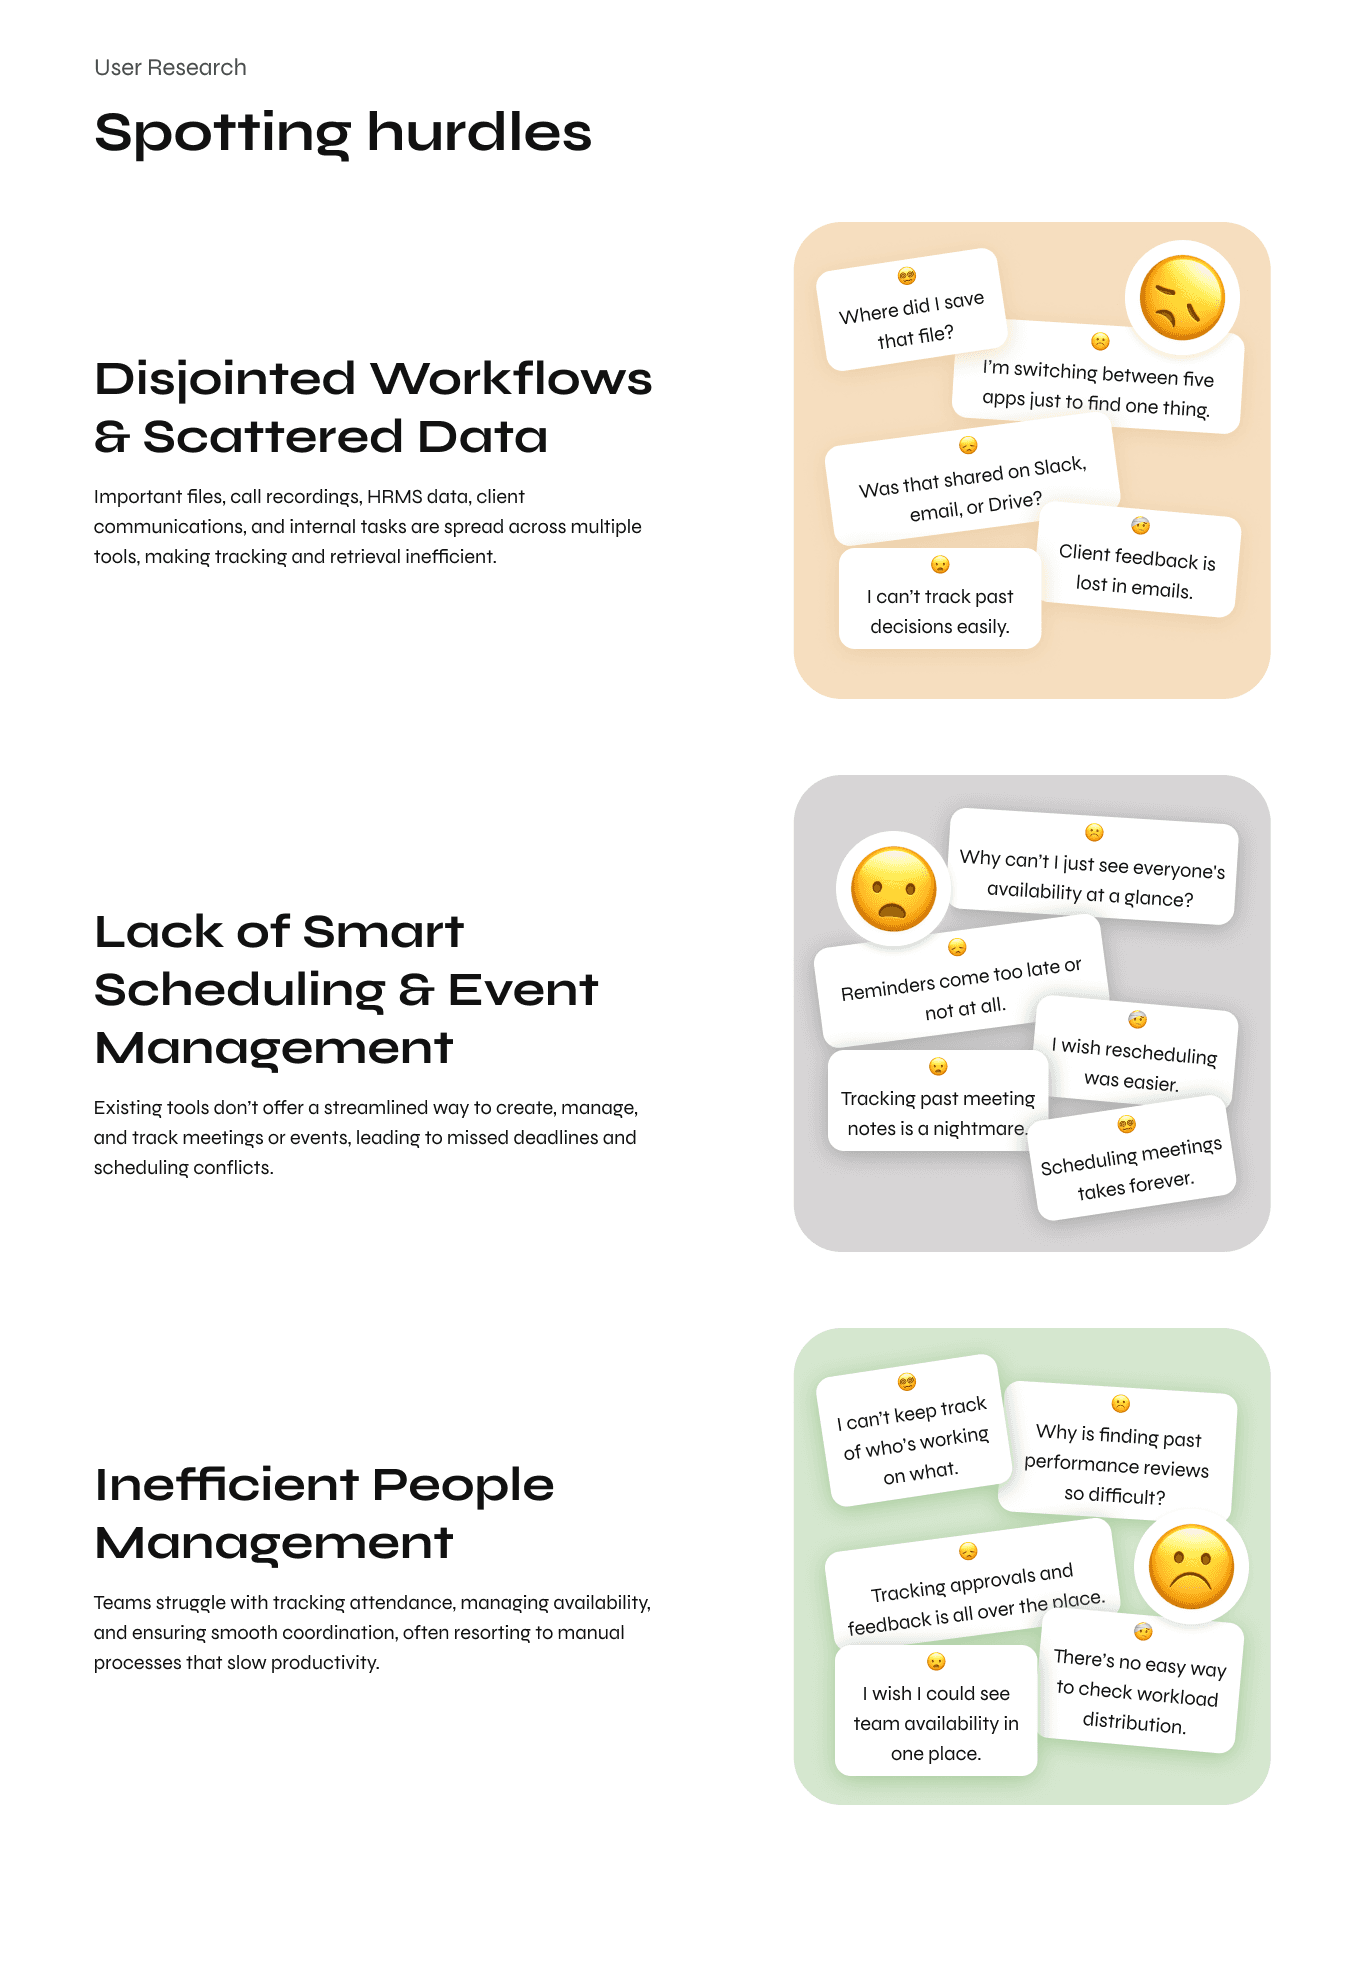 User Research
Spotting hurdles
Disjointed Workflows
& Scattered Data
Important files, call recordings, HRMS data, client
communications, and internal tasks are spread across multiple
tools, making tracking and retrieval inefficient.
Where did I save
that file?
I'm switching between five
apps just to find one thing.
Was that shared on Slack,
email, or Drive?
Client feedback is
lost in emails.
I can't track past
decisions easily.
Lack of Smart
Scheduling & Event
Management
Existing tools don't offer a streamlined way to create, manage,
and track meetings or events, leading to missed deadlines and
scheduling conflicts.
Why can't I just see everyone's
availability at a glance?
Reminders come too late or
not at all.
I wish rescheduling
was easier.
Tracking past meeting
notes is a nightmare.
Scheduling meetings
takes forever.
Inefficient People
Management
Teams struggle with tracking attendance, managing availability,
and ensuring smooth coordination, often resorting to manual
processes that slow productivity.
I can't keep track
of who's working
on what.
Why is finding past
performance reviews
so difficult?
Tracking approvals and
feedback is all over the place.
There's no easy way
to check workload
distribution.
I wish I could see
team availability in
one place.